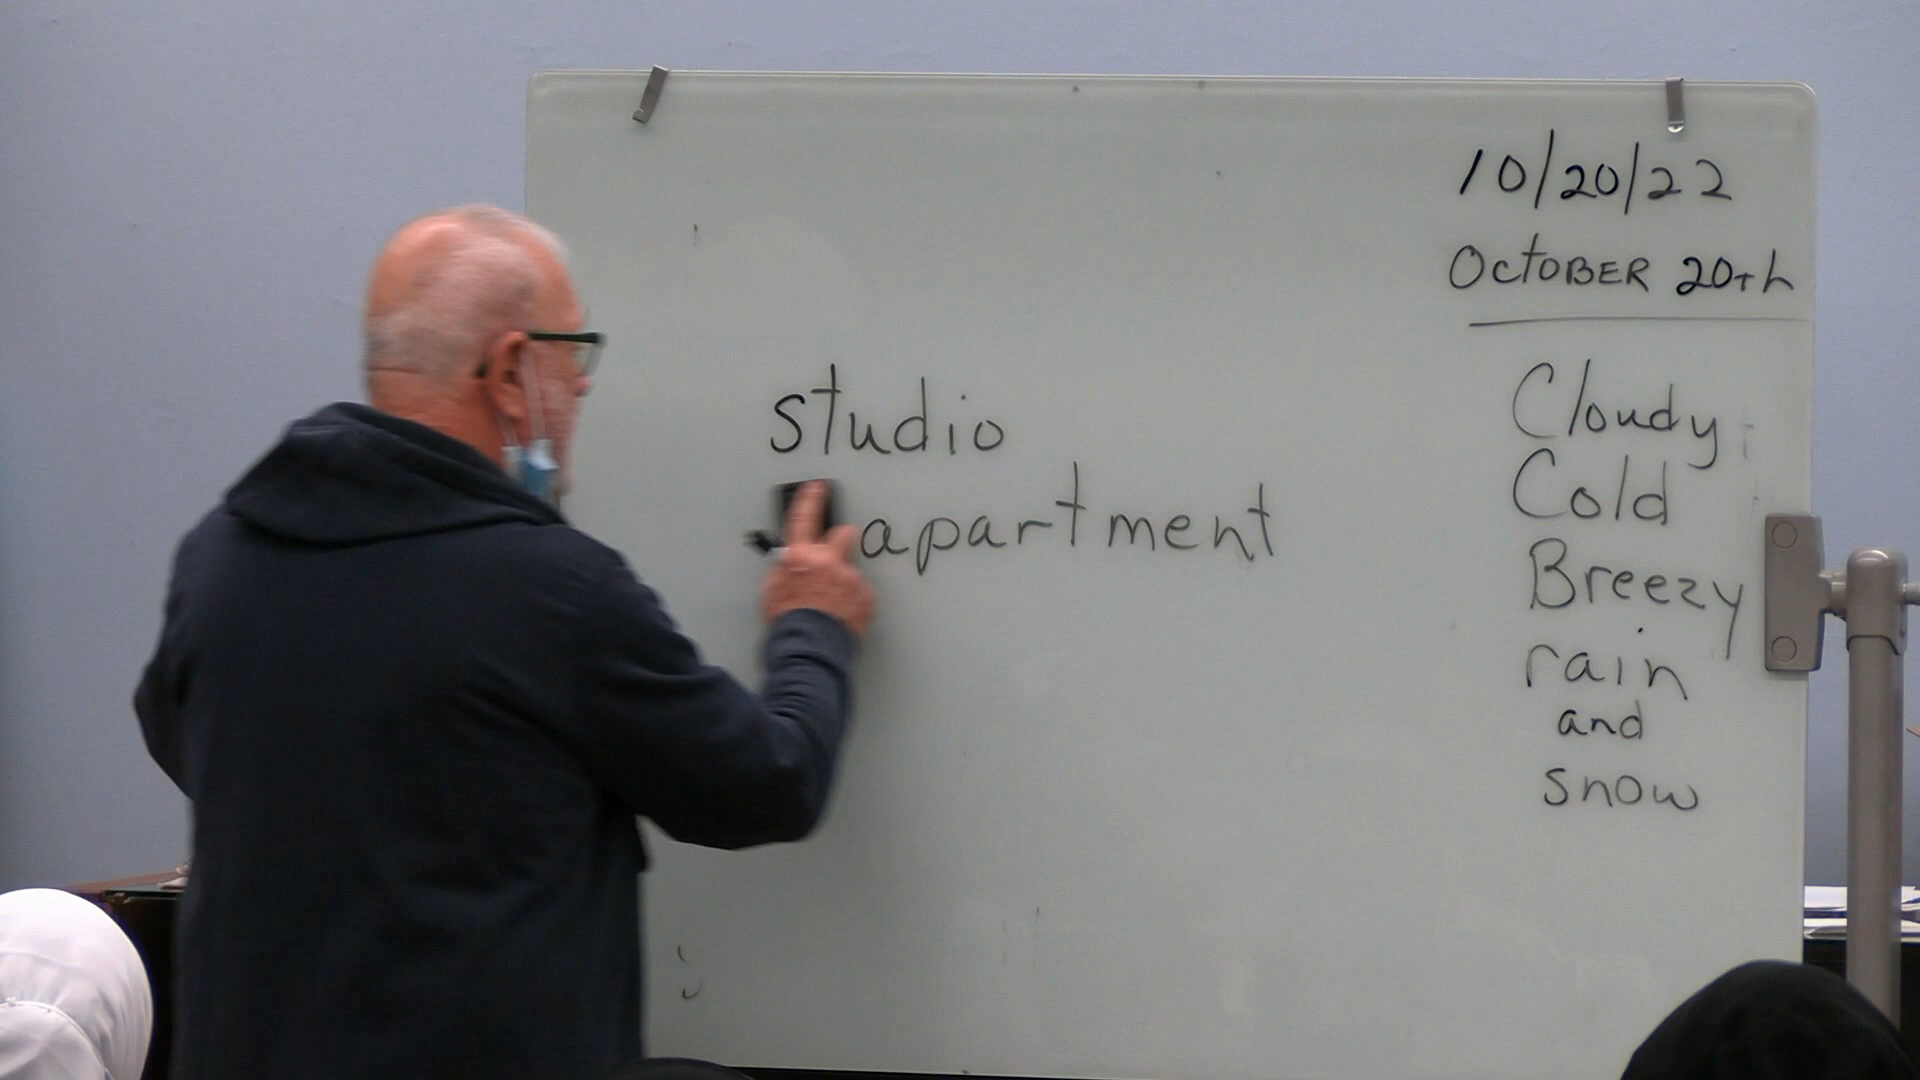 10/20/22
OCTOBER 20th
studio
apartment
Cloudy
Cold
Breezy
rain
and
snow